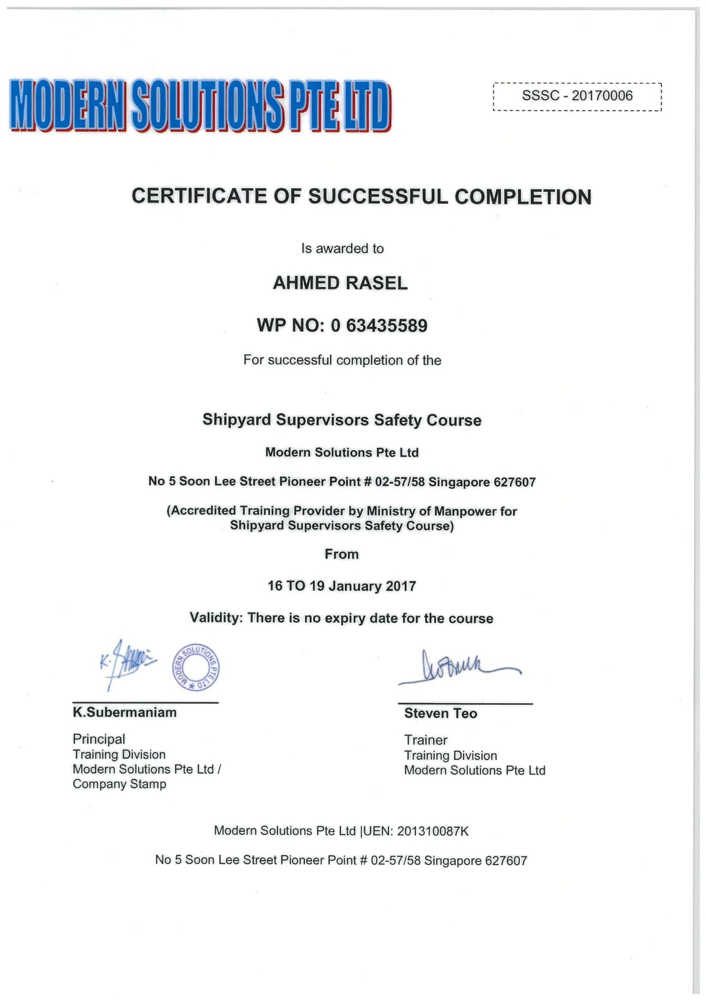 MODERN SOLUTIONS PTE LTD
SSSC - 20170006
CERTIFICATE OF SUCCESSFUL COMPLETION
Is awarded to
AHMED RASEL
WP NO: 0 63435589
For successful completion of the
Shipyard Supervisors Safety Course
Modern Solutions Pte Ltd
No 5 Soon Lee Street Pioneer Point # 02-57/58 Singapore 627607
(Accredited Training Provider by Ministry of Manpower for
Shipyard Supervisors Safety Course)
From
16 TO 19 January 2017
Validity: There is no expiry date for the course
MODERN SOLUTIONS PTE LTD ★
K.Subermaniam
Principal
Training Division
Modern Solutions Pte Ltd /
Company Stamp
Steven Teo
Trainer
Training Division
Modern Solutions Pte Ltd
Modern Solutions Pte Ltd |UEN: 201310087K
No 5 Soon Lee Street Pioneer Point # 02-57/58 Singapore 627607